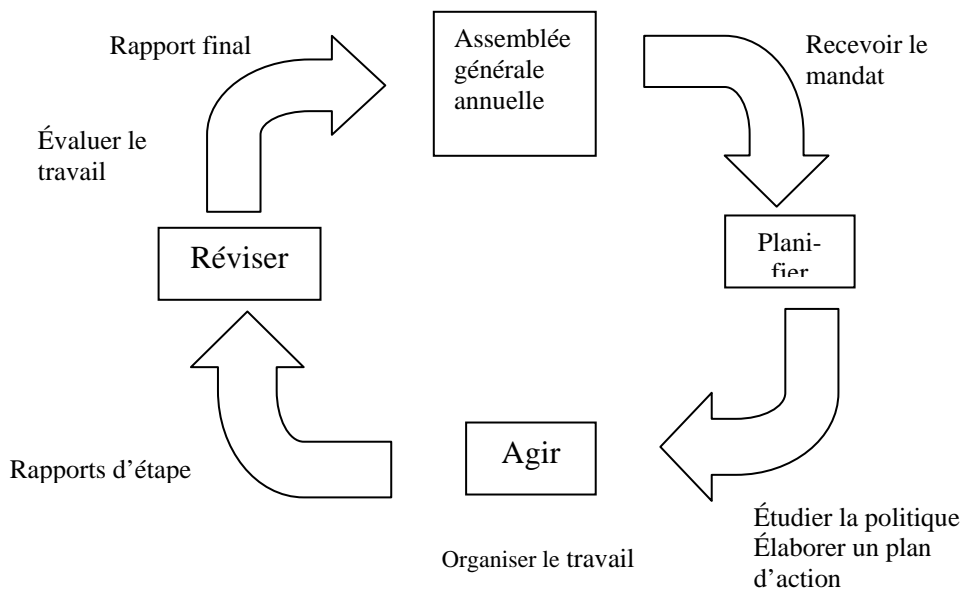 Rapport final
Assemblée
générale
annuelle
Recevoir le
mandat
Évaluer le
travail
Réviser
Plani-
fier
Agir
Rapports d’étape
Organiser le travail
Étudier la politique
Élaborer un plan
d’action